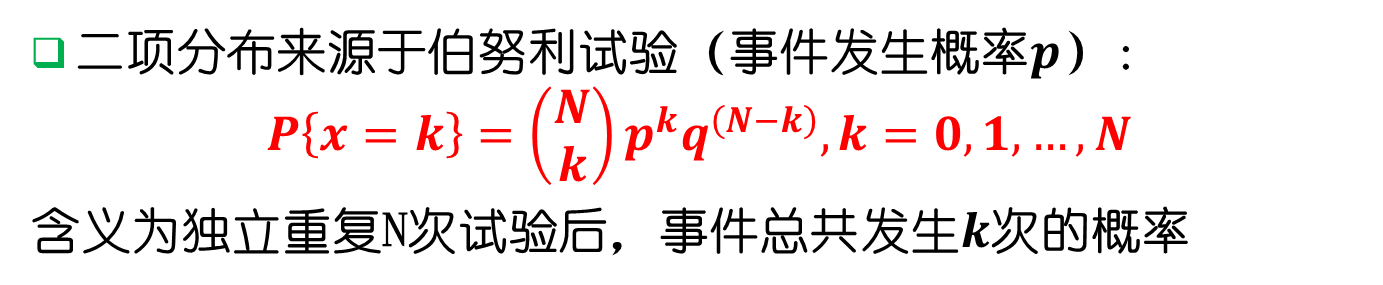 二项分布来源于伯努利试验（事件发生概率p）:
P{x = k} = (N k) p^k q^(N−k), k = 0, 1, … , N
含义为独立重复N次试验后，事件总共发生k次的概率